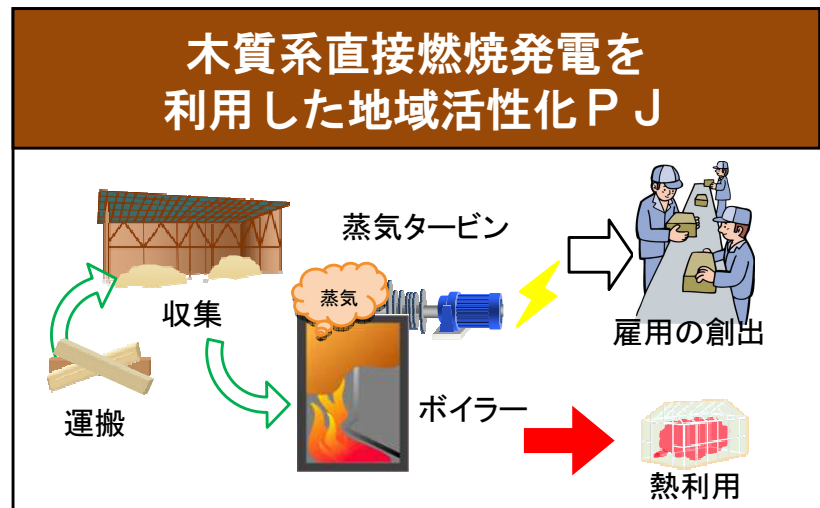 木質系直接燃焼発電を
利用した地域活性化ＰＪ
蒸気タービン
蒸気
収集
雇用の創出
運搬
ボイラー
熱利用